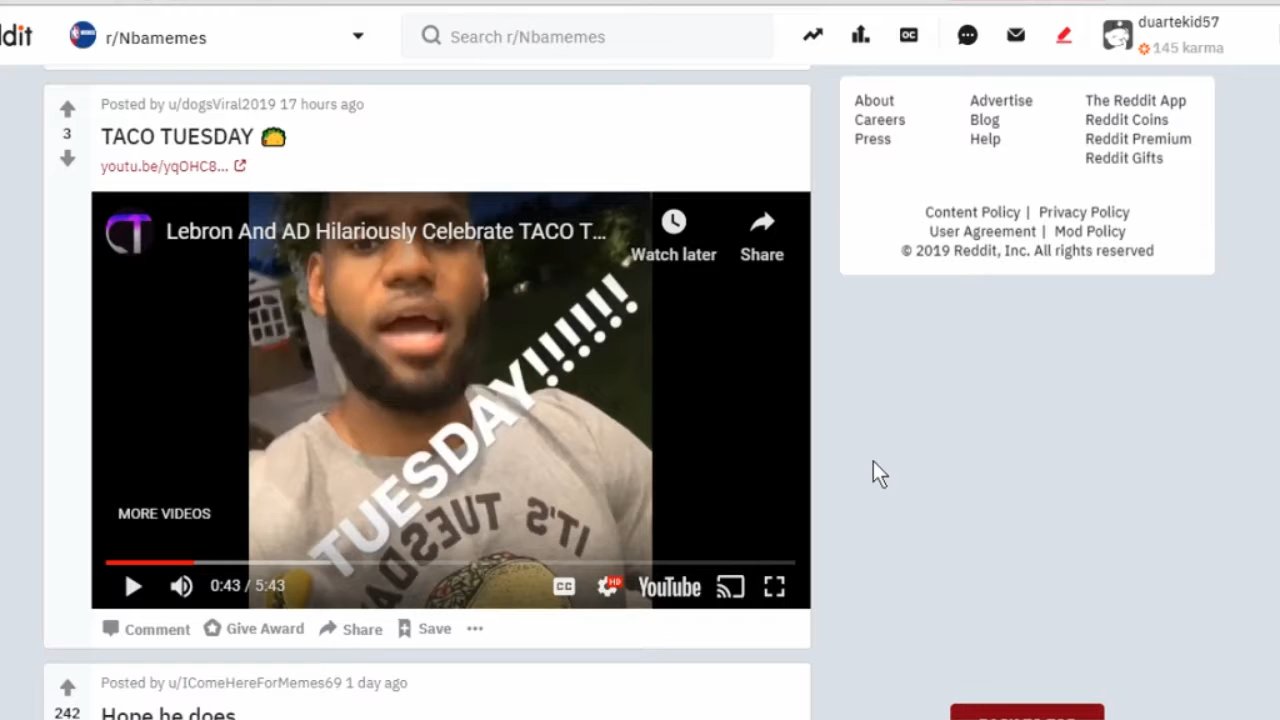 dit r/Nbamemes Search r/Nbamemes duartekid57
145 karma
Posted by u/dogsViral2019 17 hours ago
3
TACO TUESDAY
youtu.be/yqOHC8...
CT Lebron And AD Hilariously Celebrate TACO T...
Watch later Share
TUESDAY!!!!!!!
IT'S TUESDA
MORE VIDEOS
0:43 / 5:43 CC HD YouTube
Comment Give Award Share Save
Posted by u/IComeHereForMemes69 1 day ago
242
Hope he does
About Advertise The Reddit App
Careers Blog Reddit Coins
Press Help Reddit Premium
Reddit Gifts
Content Policy | Privacy Policy
User Agreement | Mod Policy
© 2019 Reddit, Inc. All rights reserved